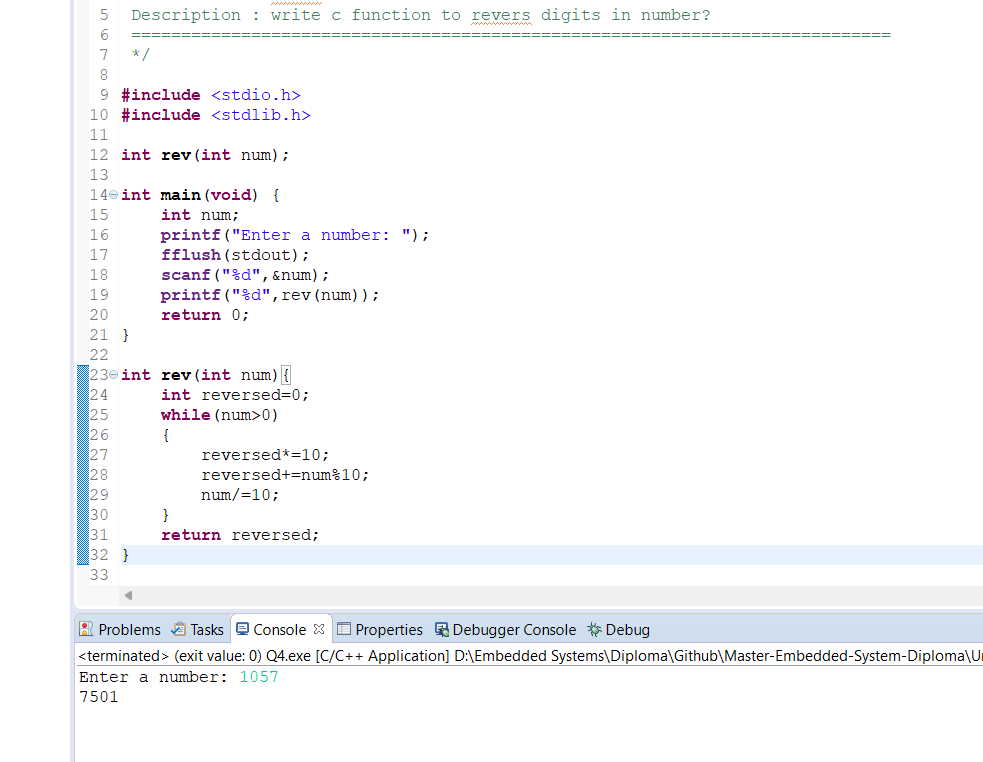 5 Description : write c function to revers digits in number?
6 ============================================================================
7 */
8
9 #include <stdio.h>
10 #include <stdlib.h>
11
12 int rev(int num);
13
14 int main(void) {
15     int num;
16     printf("Enter a number: ");
17     fflush(stdout);
18     scanf("%d",&num);
19     printf("%d",rev(num));
20     return 0;
21 }
22
23 int rev(int num){
24     int reversed=0;
25     while(num>0)
26     {
27         reversed*=10;
28         reversed+=num%10;
29         num/=10;
30     }
31     return reversed;
32 }
33
Problems Tasks Console Properties Debugger Console Debug
<terminated> (exit value: 0) Q4.exe [C/C++ Application] D:\Embedded Systems\Diploma\Github\Master-Embedded-System-Diploma\
Enter a number: 1057
7501